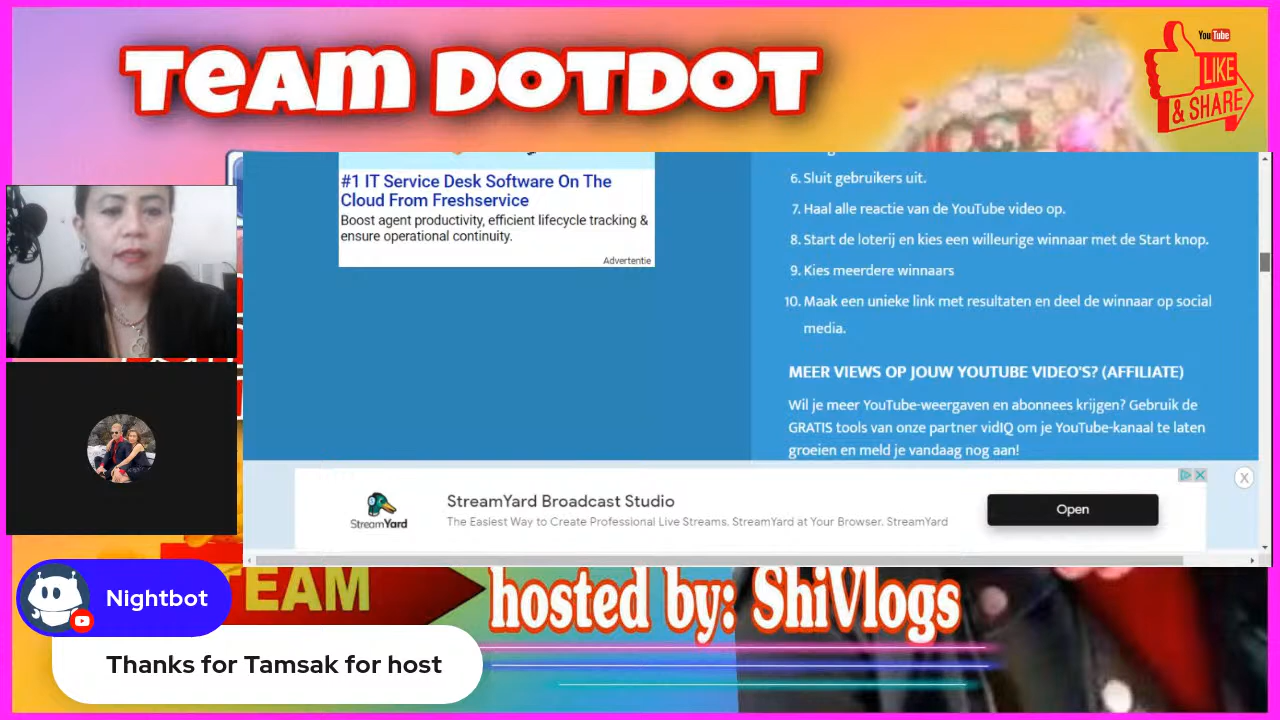 TEAM DOTDOT
YouTube
LIKE
& SHARE
#1 IT Service Desk Software On The
Cloud From Freshservice
Boost agent productivity, efficient lifecycle tracking &
ensure operational continuity.
Advertentie
6. Sluit gebruikers uit.
7. Haal alle reactie van de YouTube video op.
8. Start de loterij en kies een willeurige winnaar met de Start knop.
9. Kies meerdere winnaars
10. Maak een unieke link met resultaten en deel de winnaar op social
media.
MEER VIEWS OP JOUW YOUTUBE VIDEO'S? (AFFILIATE)
Wil je meer YouTube-weergaven en abonnees krijgen? Gebruik de
GRATIS tools van onze partner vidIQ om je YouTube-kanaal te laten
groeien en meld je vandaag nog aan!
StreamYard
StreamYard Broadcast Studio
The Easiest Way to Create Professional Live Streams. StreamYard at Your Browser. StreamYard
Open
X
TEAM
hosted by: ShiVlogs
Nightbot
Thanks for Tamsak for host